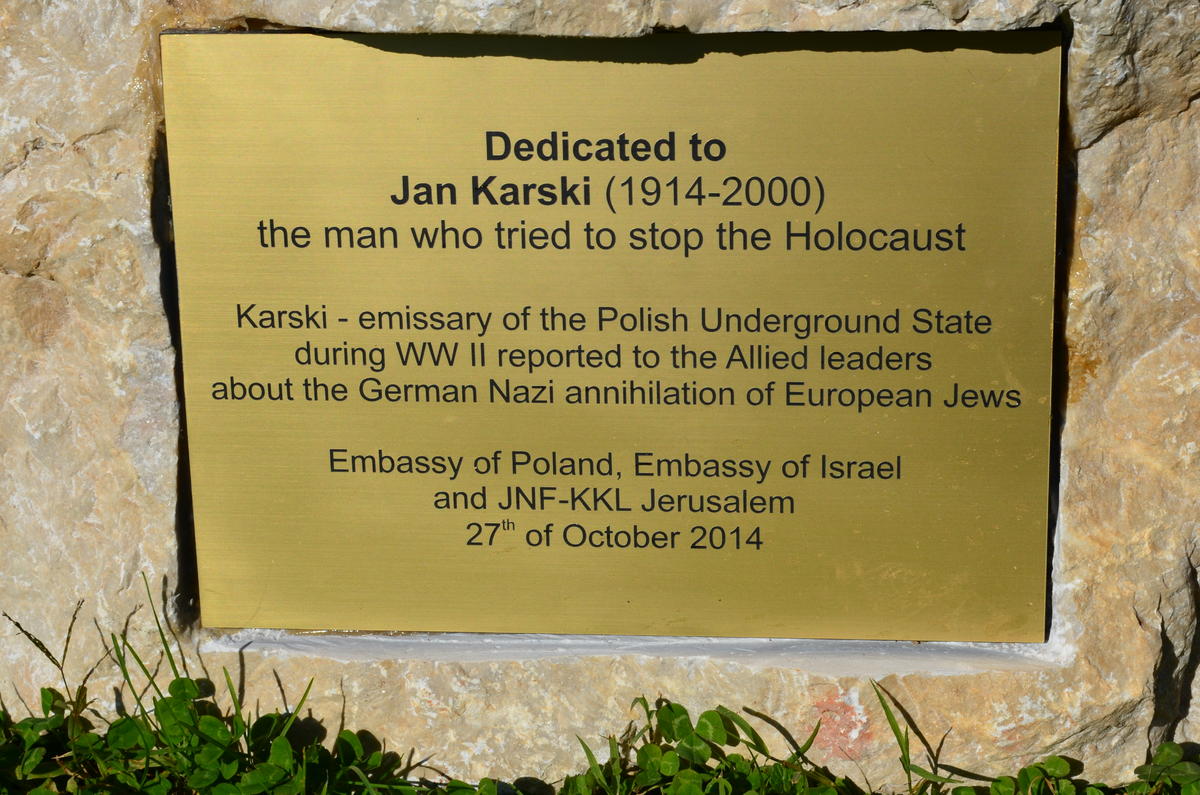 Dedicated to
Jan Karski (1914-2000)
the man who tried to stop the Holocaust
Karski - emissary of the Polish Underground State
during WW II reported to the Allied leaders
about the German Nazi annihilation of European Jews
Embassy of Poland, Embassy of Israel
and JNF-KKL Jerusalem
27th of October 2014